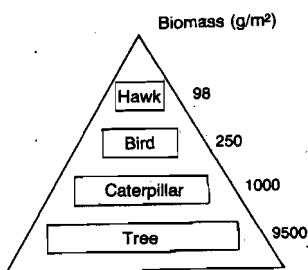 Biomass (g/m²)
Hawk 98
Bird 250
Caterpillar 1000
Tree 9500